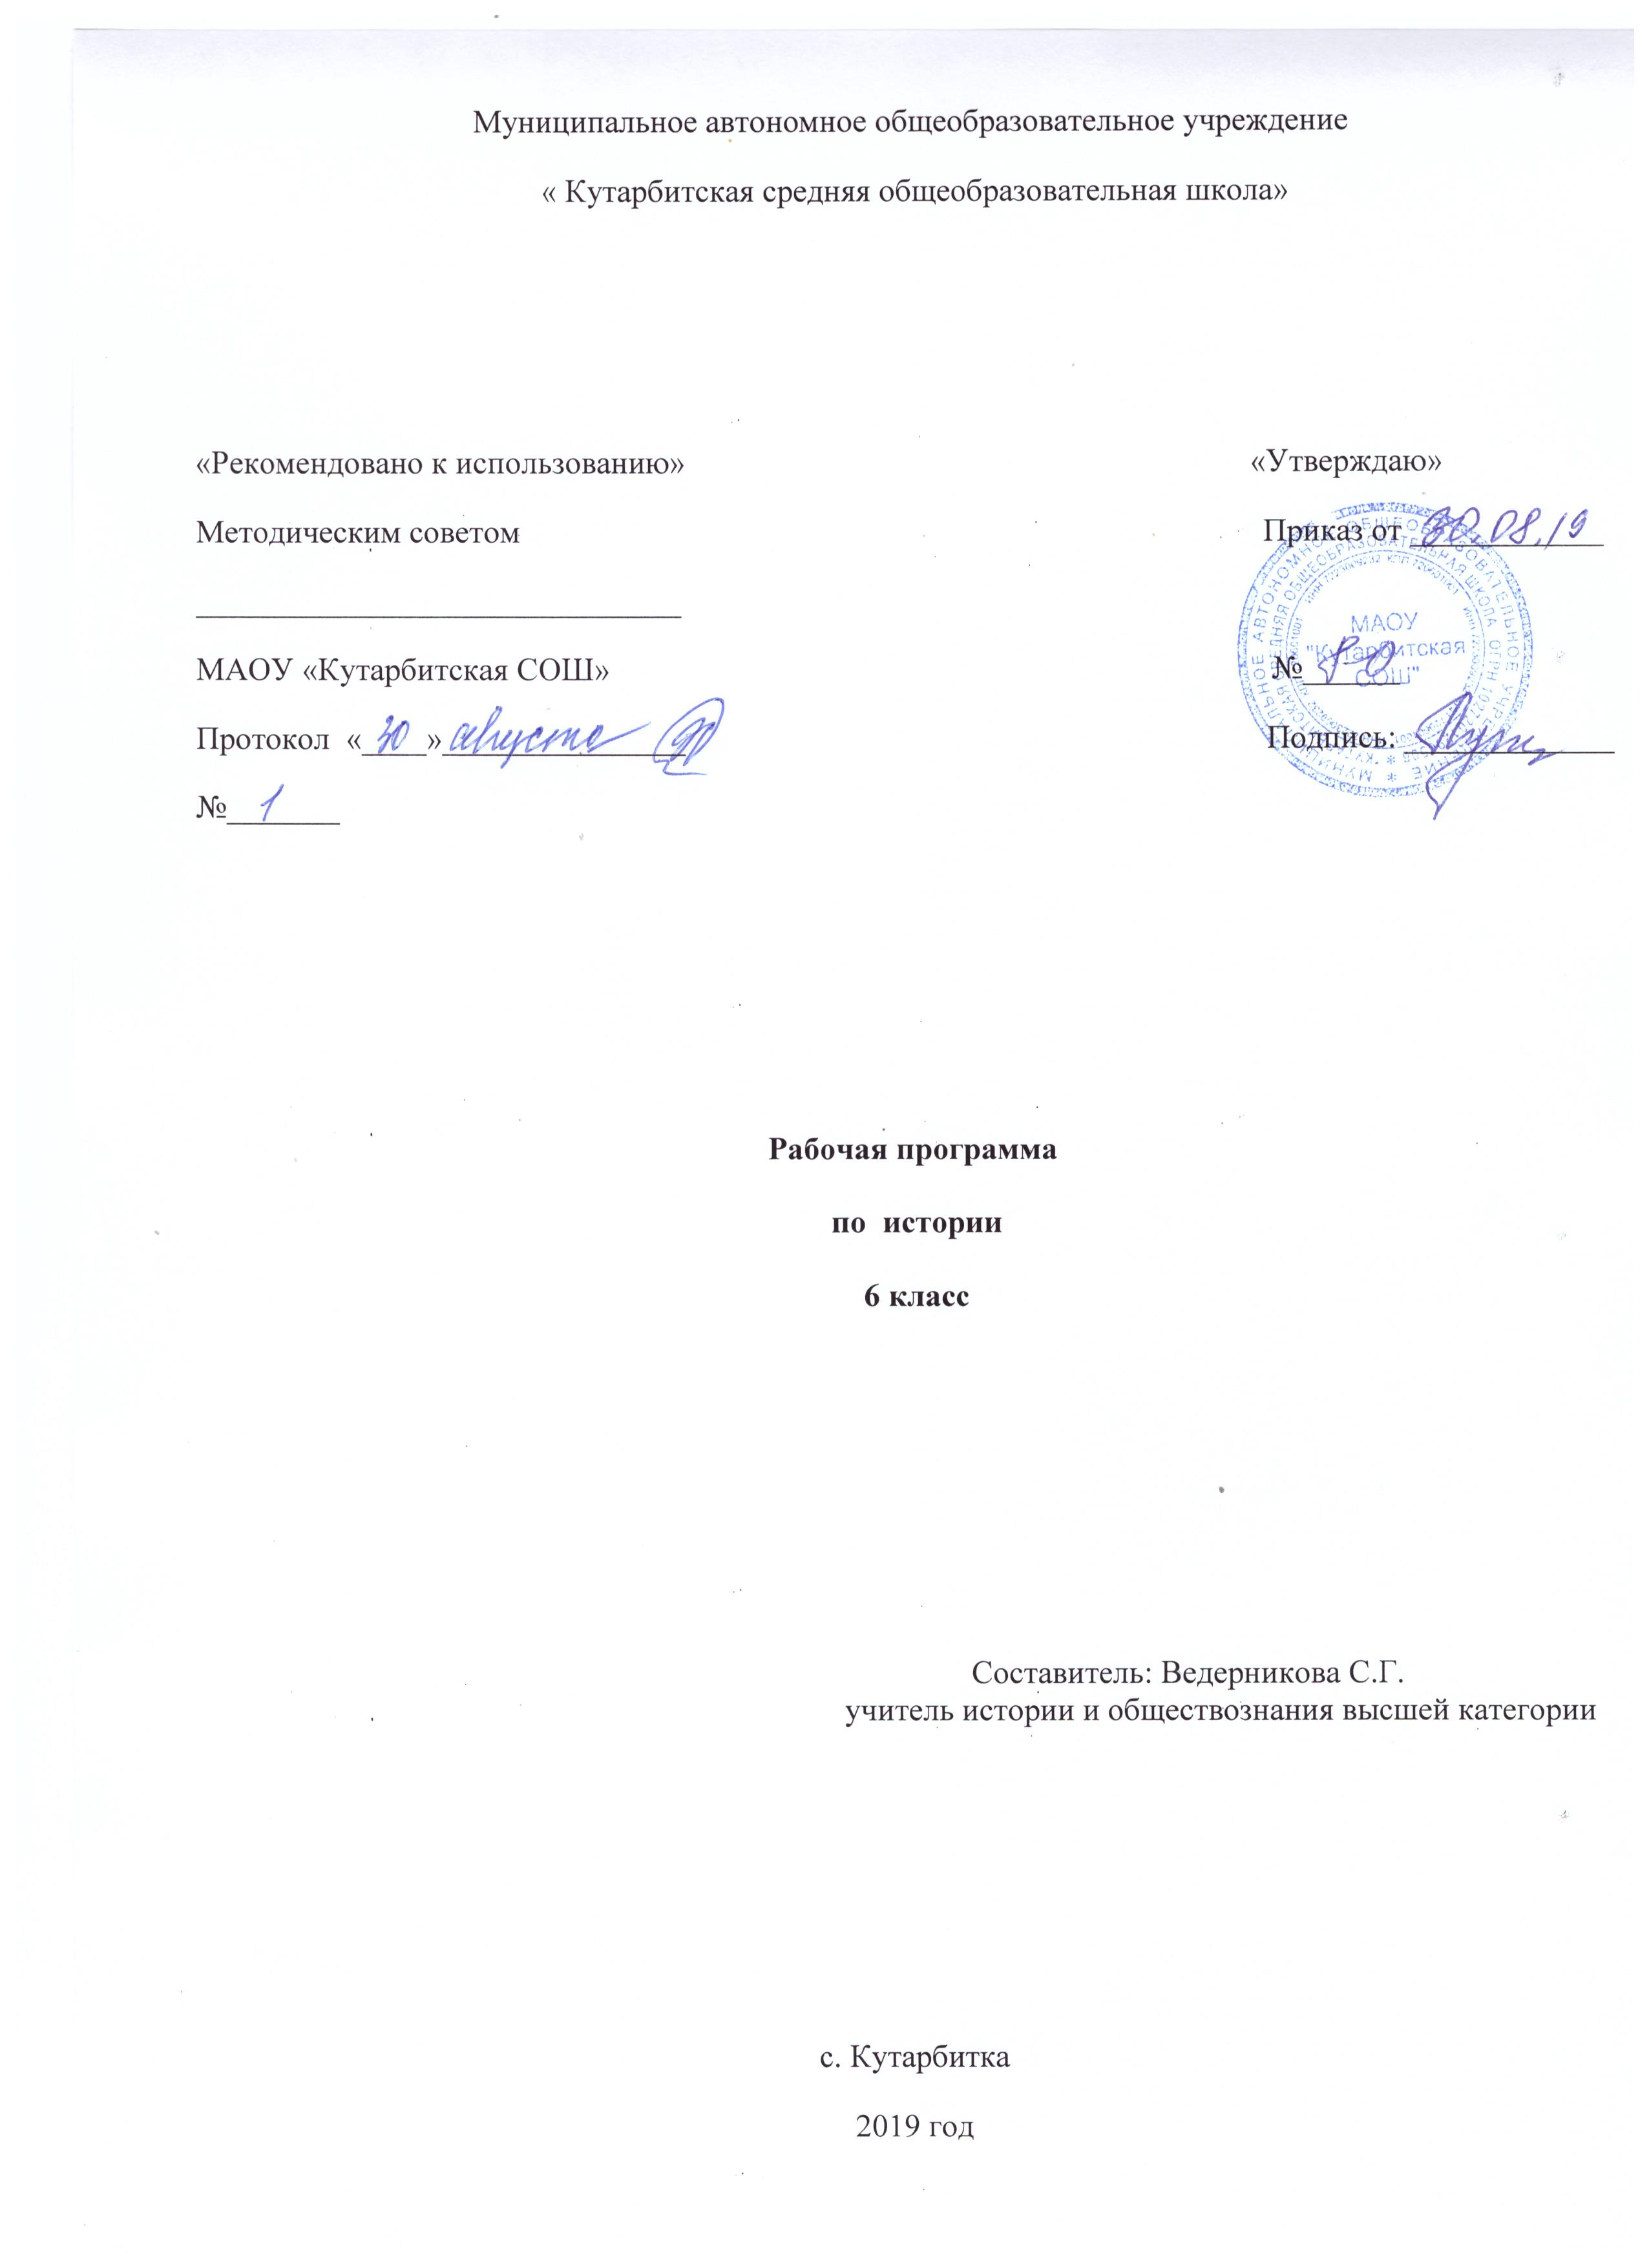 Муниципальное автономное общеобразовательное учреждение
« Кутарбитская средняя общеобразовательная школа»
«Рекомендовано к использованию»
Методическим советом
МАОУ «Кутарбитская СОШ»
Протокол «30» августа
№ 1
«Утверждаю»
Приказ от 30.08.19
№
Подпись:
МАОУ
"Кутарбитская
СОШ"
Рабочая программа
по истории
6 класс
Составитель: Ведерникова С.Г.
учитель истории и обществознания высшей категории
с. Кутарбитка
2019 год